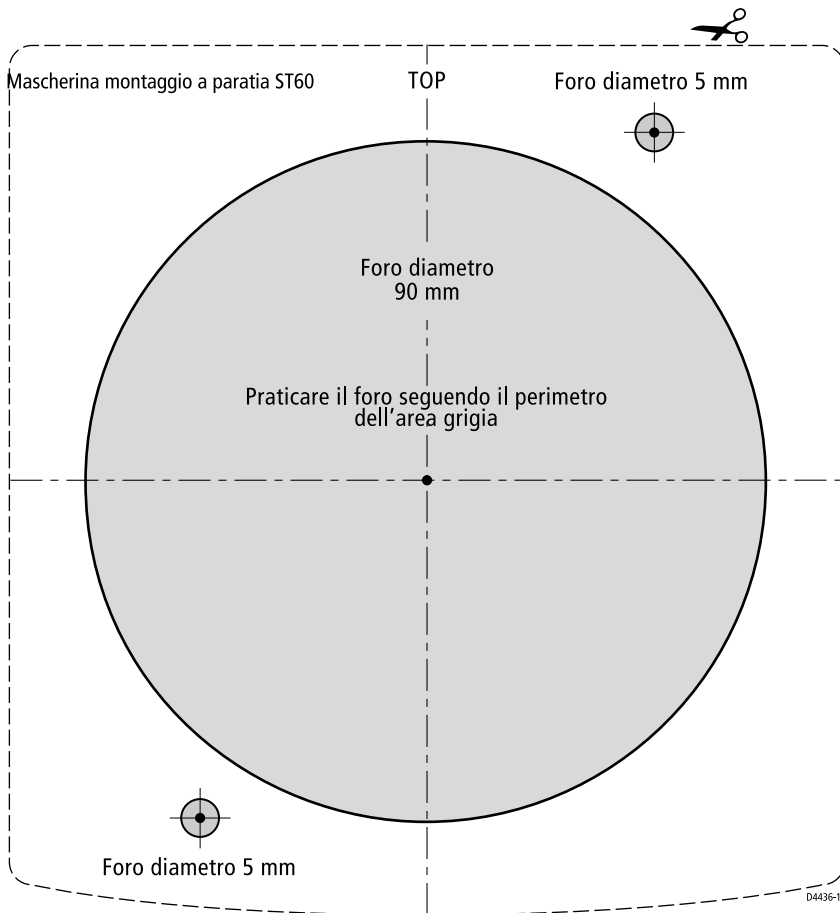 Mascherina montaggio a paratia ST60
TOP
Foro diametro 5 mm
Foro diametro
90 mm
Praticare il foro seguendo il perimetro
dell'area grigia
Foro diametro 5 mm
D4436-1